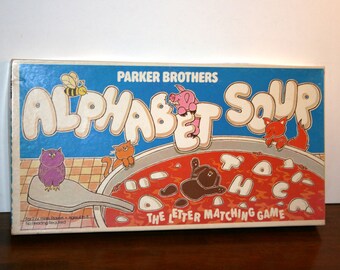 PARKER BROTHERS
ALPHABET SOUP
T O
H C
THE LETTER MATCHING GAME